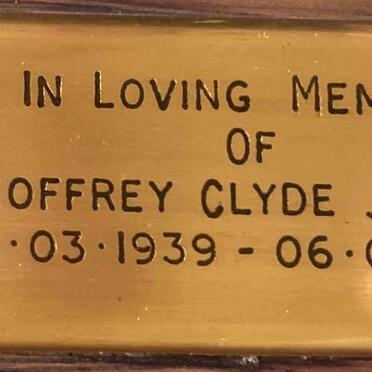 IN LOVING MEM
OF
OFFREY CLYDE
·03·1939 - 06·